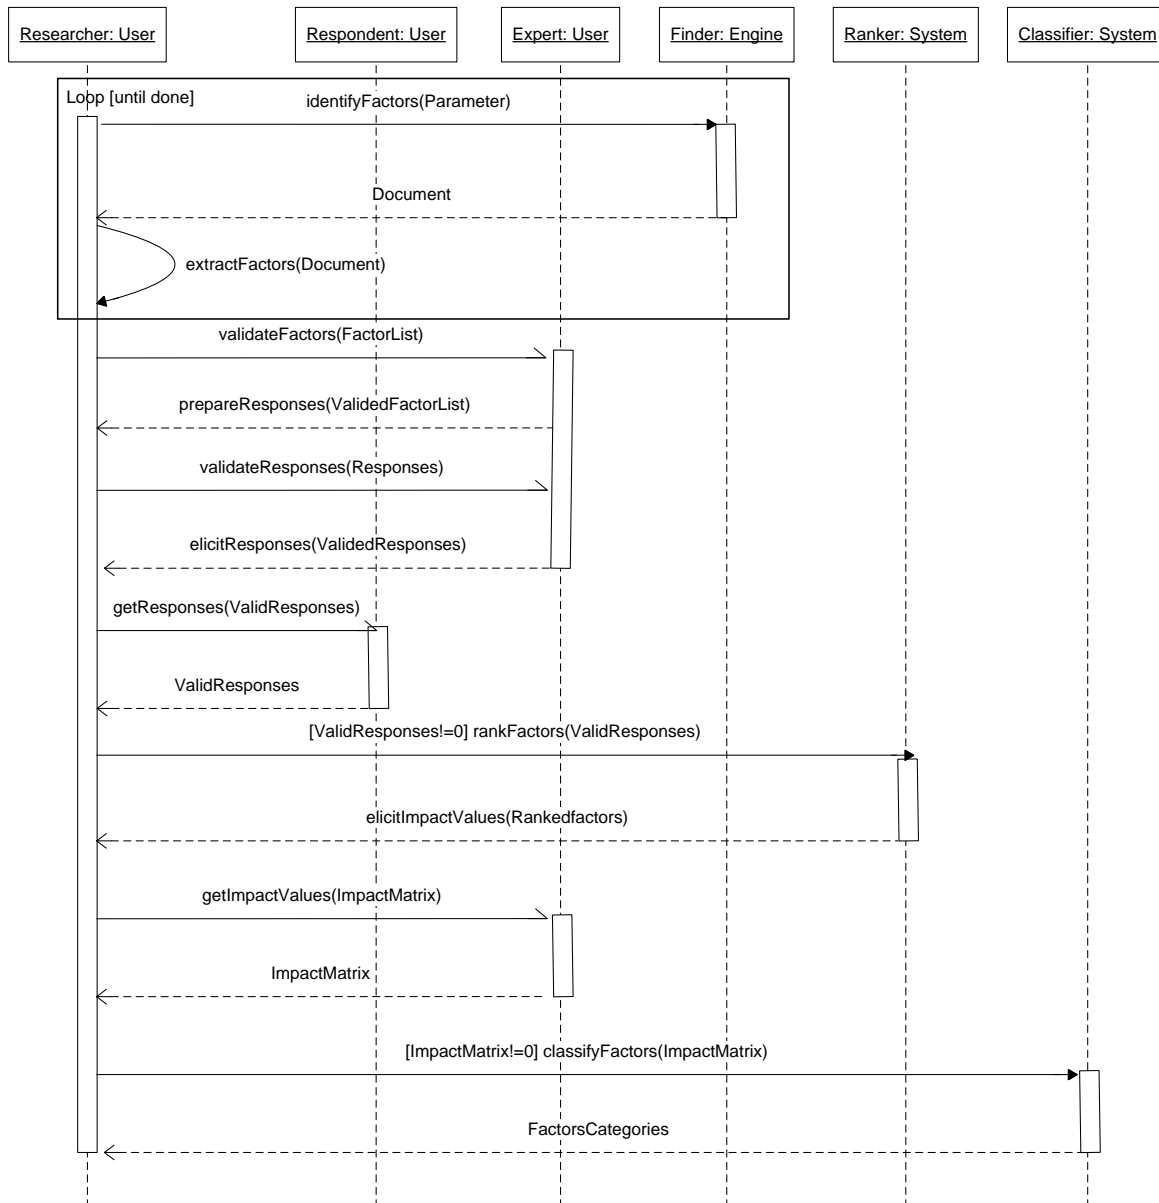 Researcher: User
Respondent: User
Expert: User
Finder: Engine
Ranker: System
Classifier: System
Loop [until done]
identifyFactors(Parameter)
Document
extractFactors(Document)
validateFactors(FactorList)
prepareResponses(ValidedFactorList)
validateResponses(Responses)
elicitResponses(ValidedResponses)
getResponses(ValidResponses)
ValidResponses
[ValidResponses!=0] rankFactors(ValidResponses)
elicitImpactValues(Rankedfactors)
getImpactValues(ImpactMatrix)
ImpactMatrix
[ImpactMatrix!=0] classifyFactors(ImpactMatrix)
FactorsCategories